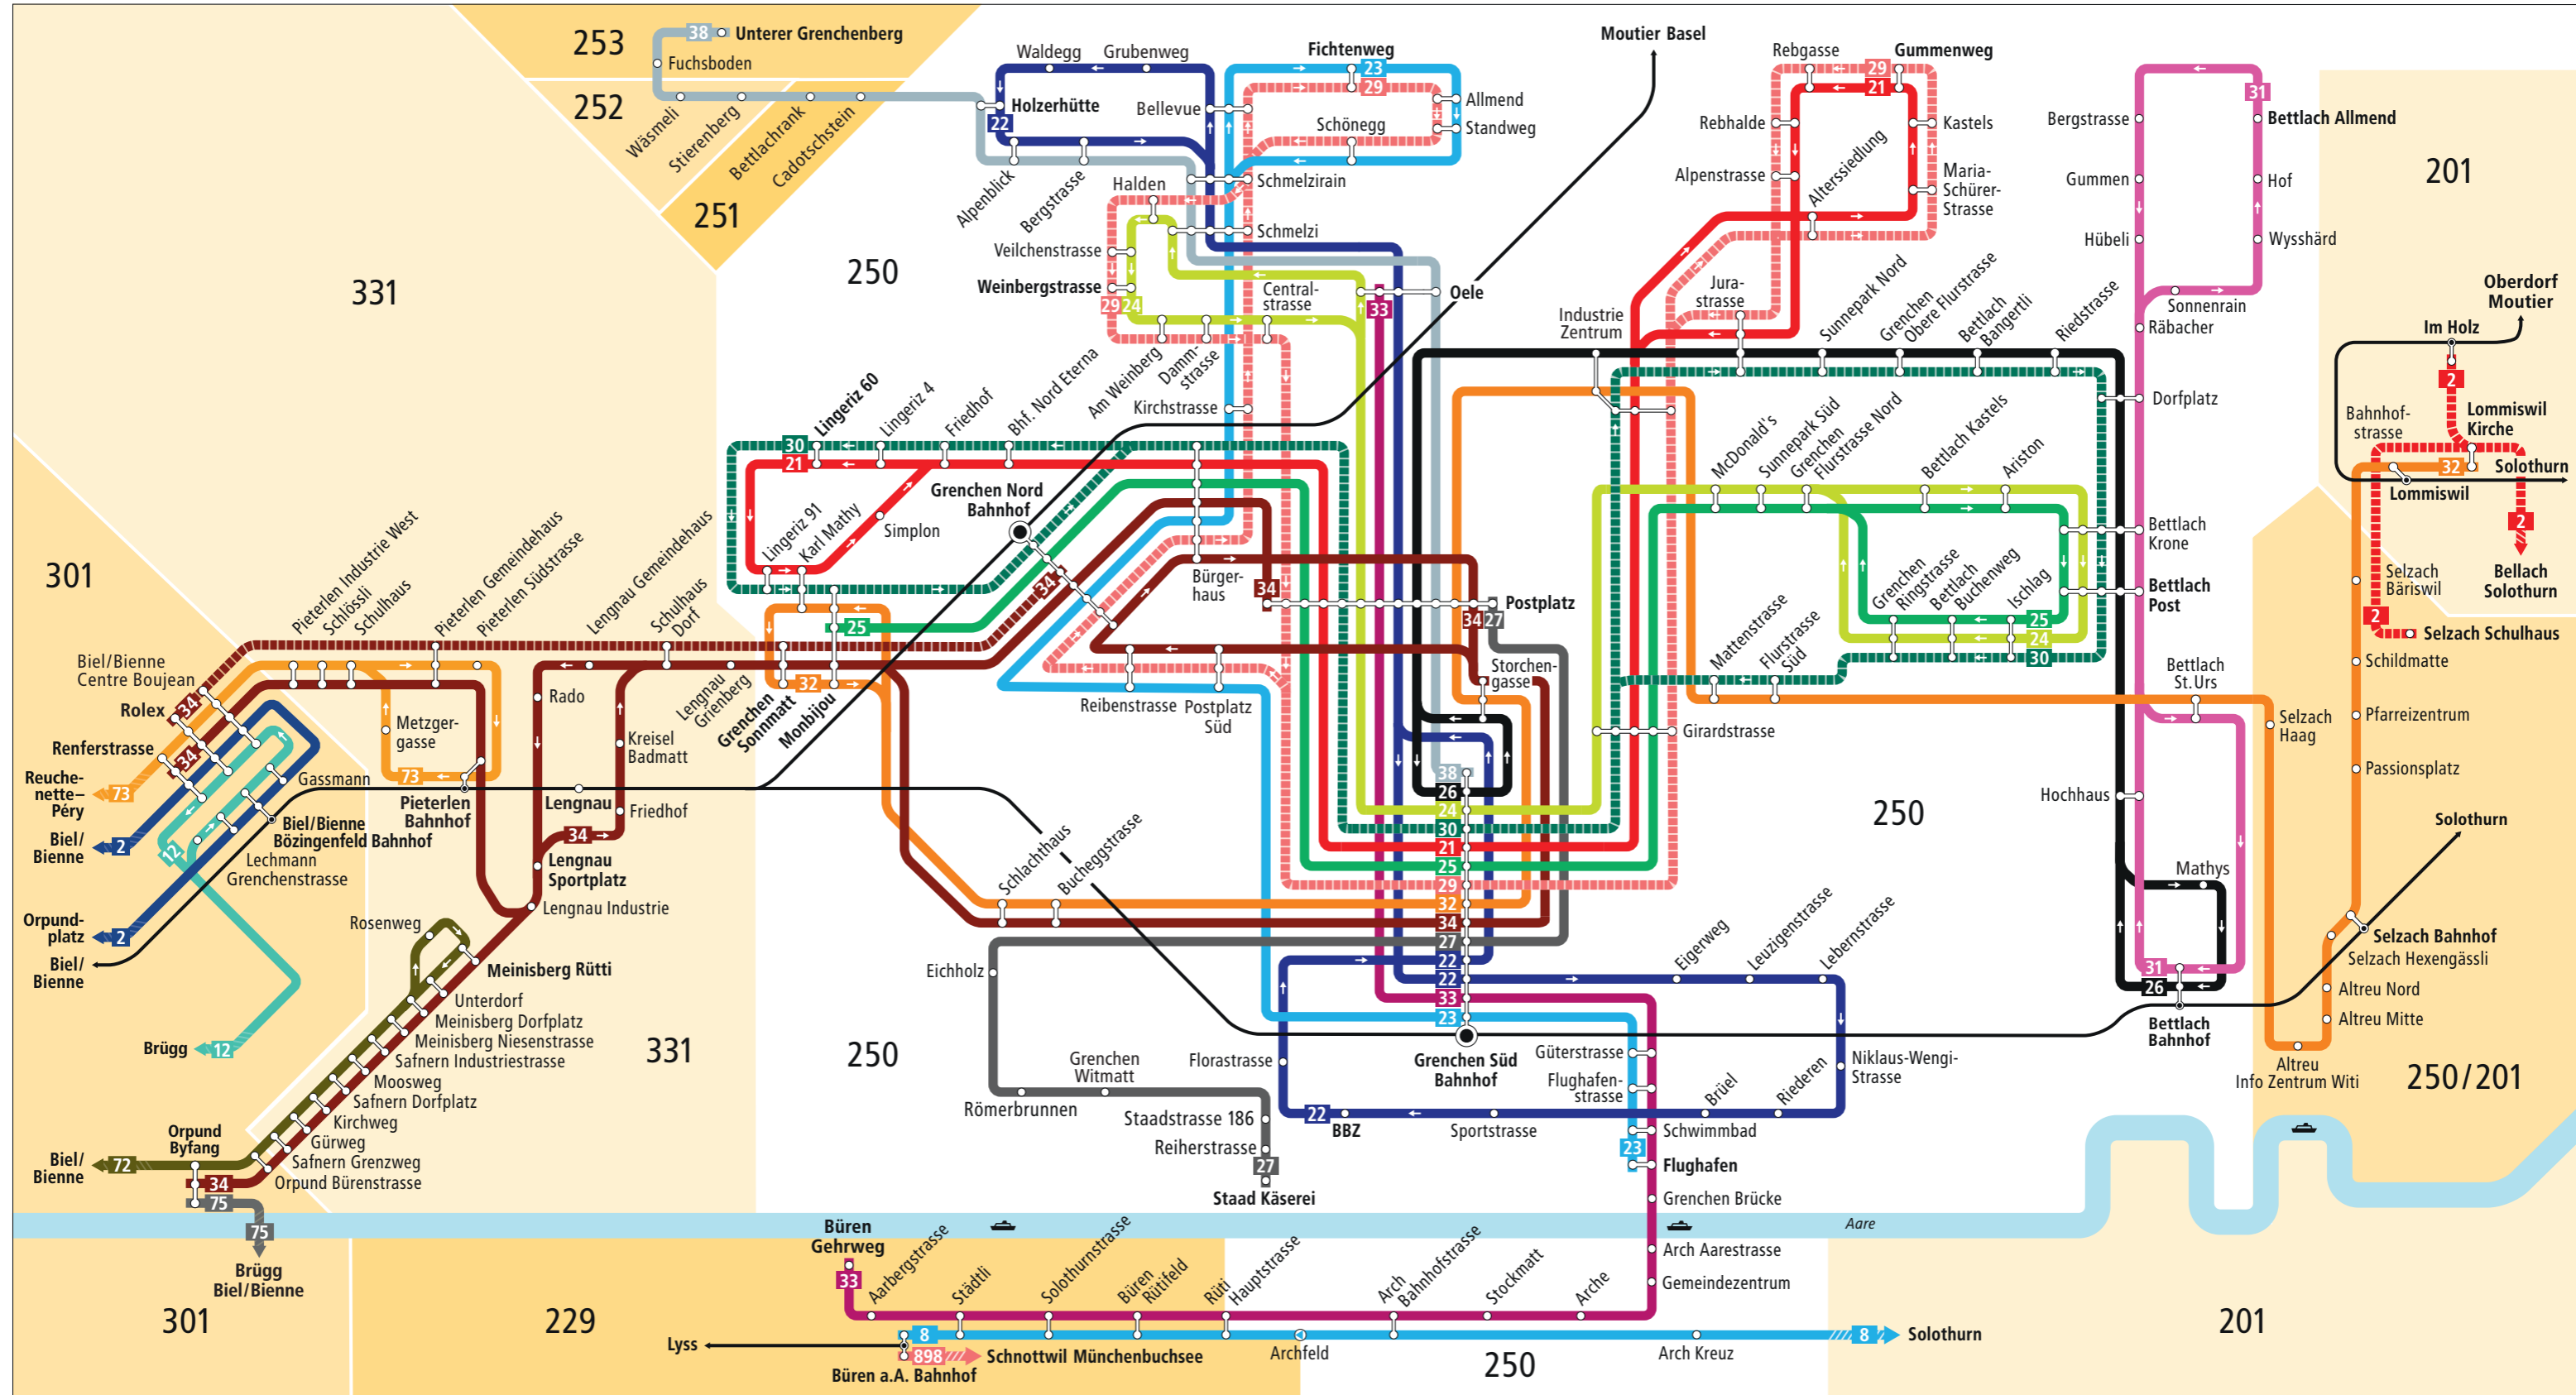 253
38
Unterer Grenchenberg
Fuchsboden
252
Wäsmeli
Stierenberg
Bettlachrank
Cadotschstein
251
250
331
301
Waldegg
Grubenweg
Holzerhütte
22
Bellevue
Alpenblick
Bergstrasse
Fichtenweg
23
29
Allmend
Standweg
Schönegg
Schmelzirain
Halden
Schmelzi
Veilchenstrasse
Weinbergstrasse
29
24
Central-
strasse
33
Oele
Am Weinberg
Damm-
strasse
Kirchstrasse
Moutier Basel
Rebgasse
Gummenweg
29
21
Rebhalde
Kastels
Alpenstrasse
Alterssiedlung
Maria-
Schürer-
Strasse
Jura-
strasse
Industrie
Zentrum
Sunnepark Nord
Grenchen
Obere Flurstrasse
Bettlach
Bangertli
Riedstrasse
31
Bergstrasse
Bettlach Allmend
Gummen
Hof
Hübeli
Wysshärd
Sonnenrain
Räbacher
Dorfplatz
201
Oberdorf
Moutier
Im Holz
2
Bahnhof-
strasse
Lommiswil
Kirche
32
Solothurn
Lommiswil
2
Bellach
Solothurn
Selzach
Bäriswil
2
Selzach Schulhaus
Schildmatte
Pfarreizentrum
Passionsplatz
Solothurn
30
21
Lingeriz 60
Lingeriz 4
Friedhof
Bhf. Nord Eterna
Grenchen Nord
Bahnhof
Lingeriz 91
Karl Mathy
Simplon
25
34
Bürger-
haus
34
Postplatz
34
27
Storchen-
gasse
Reibenstrasse
Postplatz
Süd
McDonald's
Sunnepark Süd
Grenchen
Flurstrasse Nord
Bettlach Kastels
Ariston
Bettlach
Krone
Bettlach
Post
Grenchen
Ringstrasse
Bettlach
Buchenweg
Ischlag
25
24
30
Mattenstrasse
Flurstrasse
Süd
Girardstrasse
Bettlach
St.Urs
Selzach
Haag
Hochhaus
250
Mathys
31
26
Bettlach
Bahnhof
Selzach Bahnhof
Selzach Hexengässli
Altreu Nord
Altreu Mitte
Altreu
Info Zentrum Witi
250/201
Pieterlen Industrie West
Schlössli
Schulhaus
Pieterlen Gemeindehaus
Pieterlen Südstrasse
Lengnau Gemeindehaus
Schulhaus
Dorf
Lengnau
Grienberg
Grenchen
Sonnmatt
32
Monbijou
Biel/Bienne
Centre Boujean
34
Rolex
Renferstrasse
34
Reuche-
nette–
Péry
73
Metzger-
gasse
73
Pieterlen
Bahnhof
Rado
Kreisel
Badmatt
Lengnau
Friedhof
34
Lengnau
Sportplatz
Lengnau Industrie
Gassmann
Biel/Bienne
Bözingenfeld Bahnhof
Lechmann
Grenchenstrasse
Biel/
Bienne
2
12
Orpund-
platz
2
Biel/
Bienne
Brügg
12
Rosenweg
Meinisberg Rütti
Unterdorf
Meinisberg Dorfplatz
Meinisberg Niesenstrasse
Safnern Industriestrasse
Moosweg
Safnern Dorfplatz
Kirchweg
Gürweg
Safnern Grenzweg
Orpund Bürenstrasse
331
Orpund
Byfang
Biel/
Bienne
72
34
75
75
Brügg
Biel/Bienne
301
Schlachthaus
Bucheggstrasse
38
26
24
30
21
25
29
32
34
27
22
22
33
23
Grenchen Süd
Bahnhof
250
Eichholz
Römerbrunnen
Grenchen
Witmatt
Staadstrasse 186
Reiherstrasse
27
Staad Käserei
Florastrasse
22
BBZ
Sportstrasse
Brüel
Riederen
Niklaus-Wengi-
Strasse
Eigerweg
Leuzigenstrasse
Lebernstrasse
Güterstrasse
Flughafen-
strasse
Schwimmbad
23
Flughafen
Grenchen Brücke
Aare
Arch Aarestrasse
Gemeindezentrum
Büren
Gehrweg
33
Aarbergstrasse
Städtli
Solothurnstrasse
Büren
Rütifeld
Rüti
Hauptstrasse
Arch
Bahnhofstrasse
Stockmatt
Arche
229
Lyss
8
898
Schnottwil Münchenbuchsee
Büren a.A. Bahnhof
Archfeld
250
Arch Kreuz
8
Solothurn
201